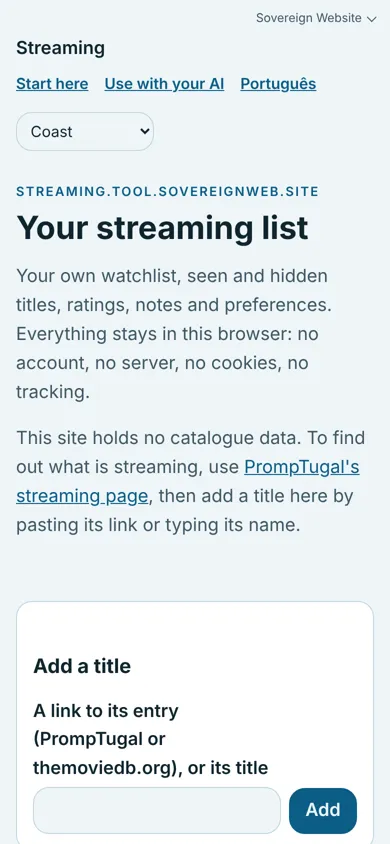 Sovereign Website
Streaming
Start here Use with your AI Português
Coast
STREAMING.TOOL.SOVEREIGNWEB.SITE
Your streaming list
Your own watchlist, seen and hidden
titles, ratings, notes and preferences.
Everything stays in this browser: no
account, no server, no cookies, no
tracking.
This site holds no catalogue data. To find
out what is streaming, use PrompTugal's
streaming page, then add a title here by
pasting its link or typing its name.
Add a title
A link to its entry
(PrompTugal or
themoviedb.org), or its title
Add